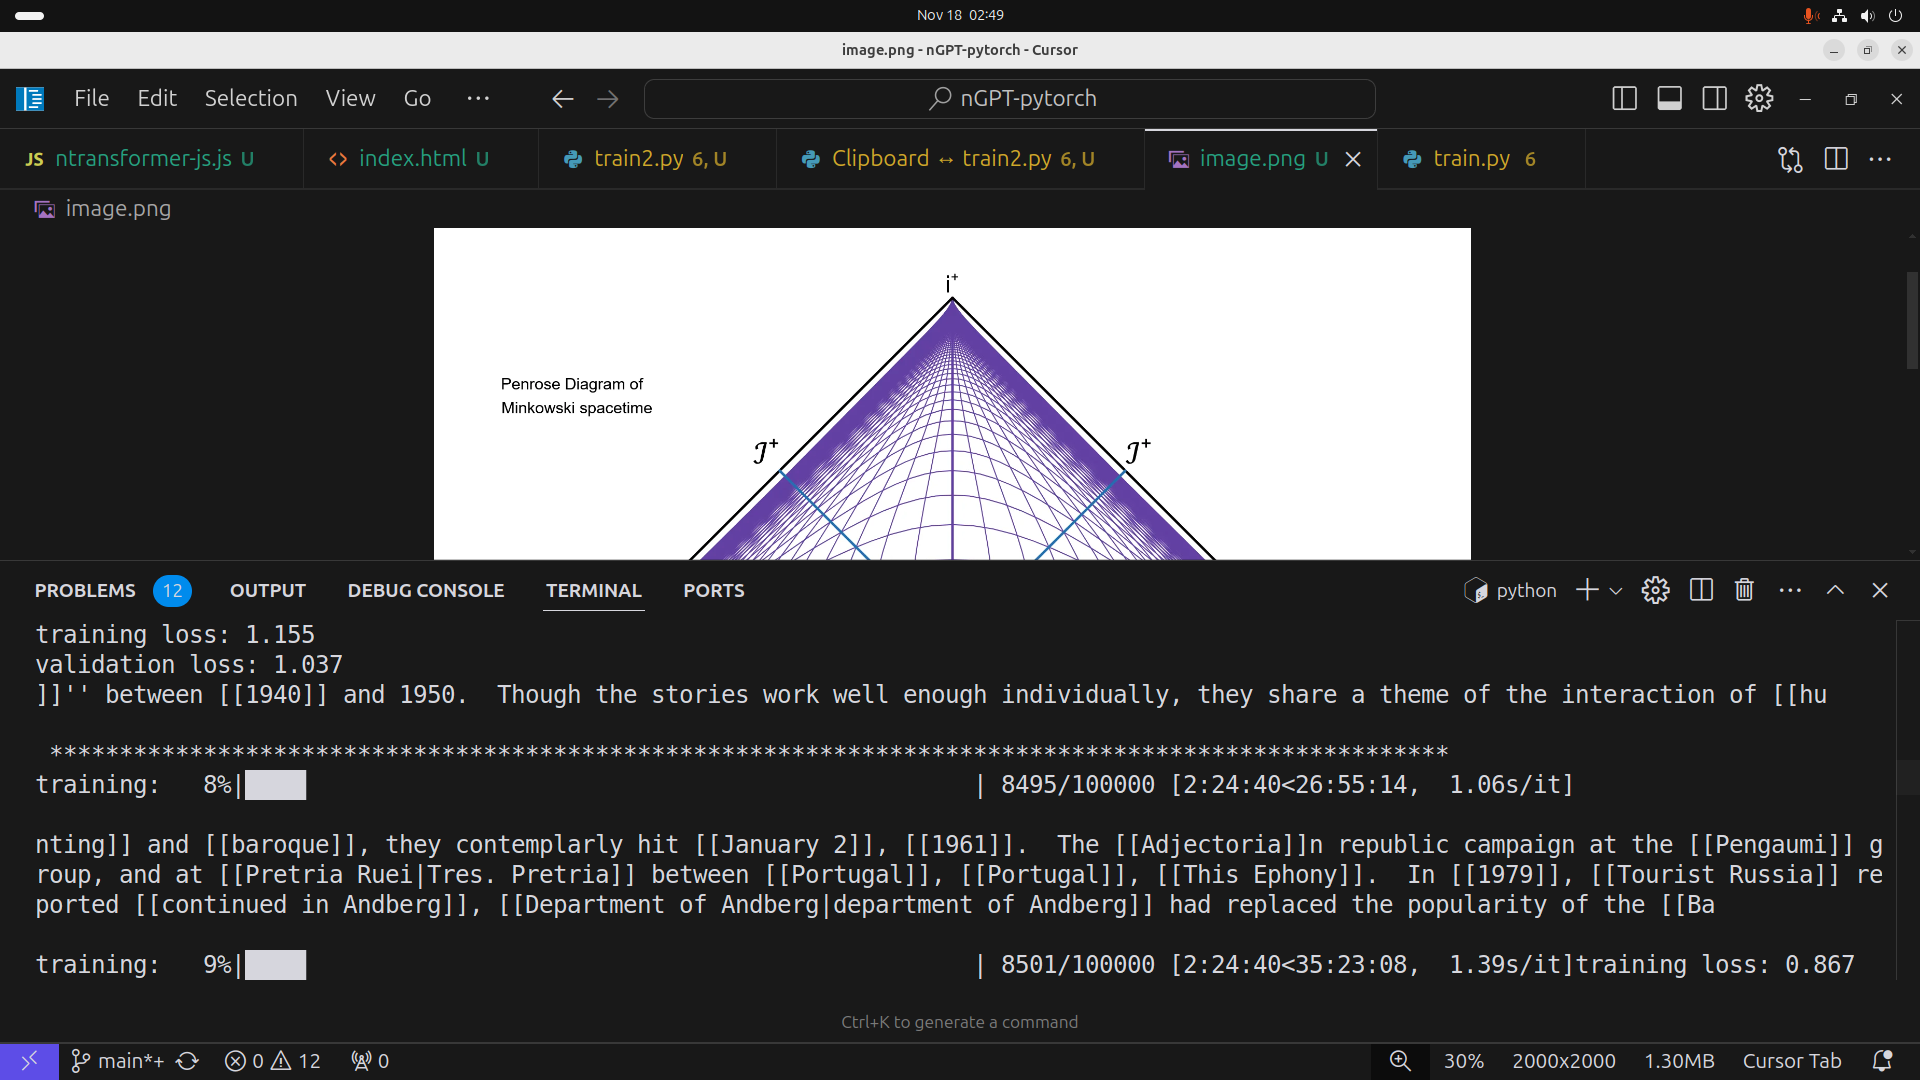 Nov 18 02:49
image.png - nGPT-pytorch - Cursor
File Edit Selection View Go ··· nGPT-pytorch
JS ntransformer-js.js U <> index.html U train2.py 6, U Clipboard ↔ train2.py 6, U image.png U train.py 6
image.png
i⁺
Penrose Diagram of
Minkowski spacetime
𝒥⁺ 𝒥⁺
PROBLEMS 12 OUTPUT DEBUG CONSOLE TERMINAL PORTS python
training loss: 1.155
validation loss: 1.037
]]'' between [[1940]] and 1950.  Though the stories work well enough individually, they share a theme of the interaction of [[hu
****************************************************************************************************
training:   8%|████ | 8495/100000 [2:24:40<26:55:14,  1.06s/it]
nting]] and [[baroque]], they contemplarly hit [[January 2]], [[1961]].  The [[Adjectoria]]n republic campaign at the [[Pengaumi]] g
roup, and at [[Pretria Ruei|Tres. Pretria]] between [[Portugal]], [[Portugal]], [[This Ephony]].  In [[1979]], [[Tourist Russia]] re
ported [[continued in Andberg]], [[Department of Andberg|department of Andberg]] had replaced the popularity of the [[Ba
training:   9%|████ | 8501/100000 [2:24:40<35:23:08,  1.39s/it]training loss: 0.867
Ctrl+K to generate a command
main*+ 0 12 0 30% 2000x2000 1.30MB Cursor Tab